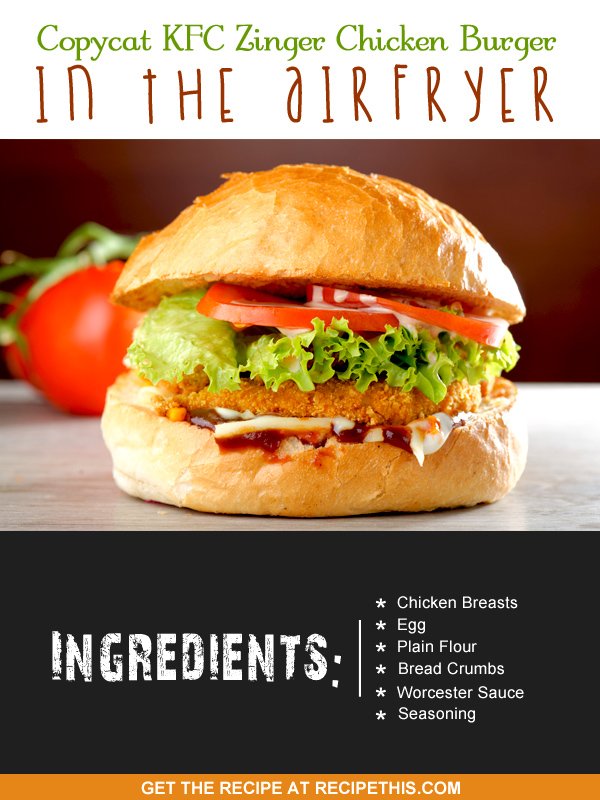 Copycat KFC Zinger Chicken Burger
IN THE AIRFRYER
INGREDIENTS:
* Chicken Breasts
* Egg
* Plain Flour
* Bread Crumbs
* Worcester Sauce
* Seasoning
GET THE RECIPE AT RECIPETHIS.COM